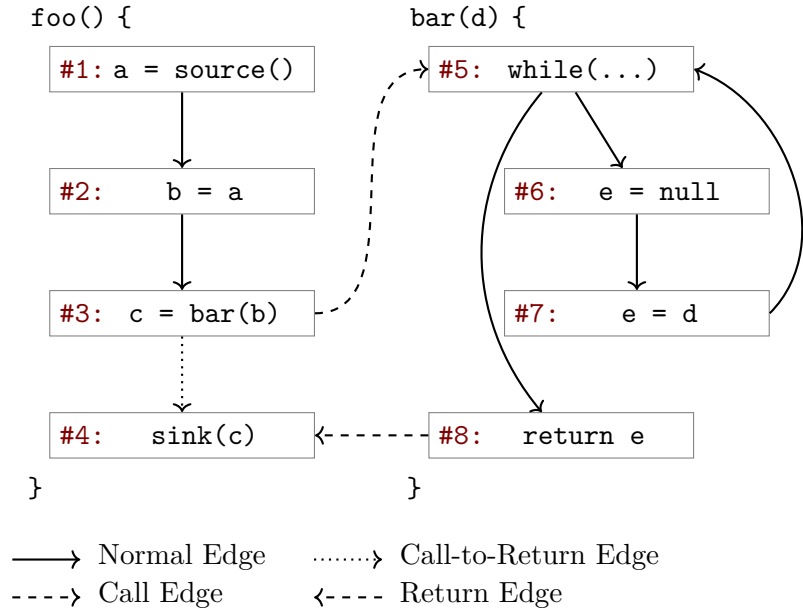 foo() {
#1: a = source()
#2: b = a
#3: c = bar(b)
#4: sink(c)
}
bar(d) {
#5: while(...)
#6: e = null
#7: e = d
#8: return e
}
Normal Edge
Call-to-Return Edge
Call Edge
Return Edge